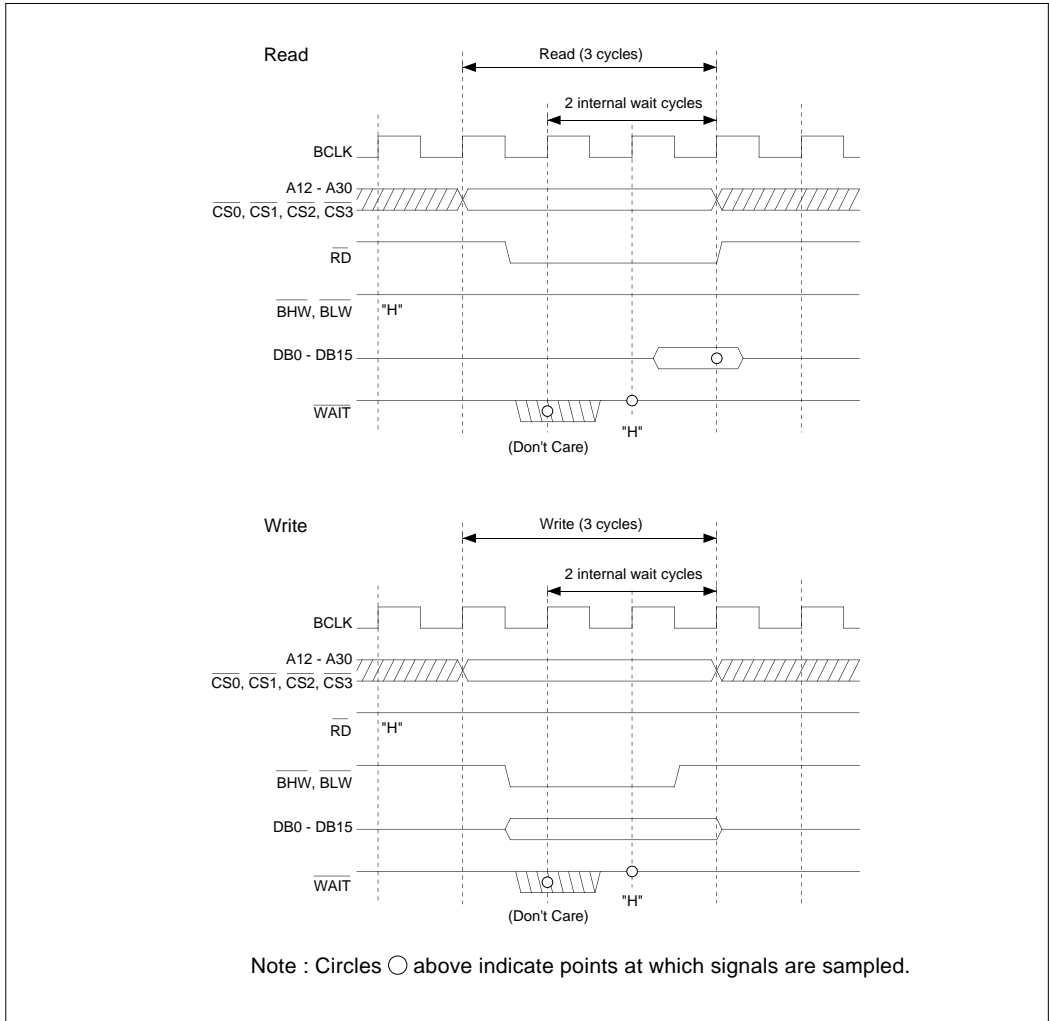 Read
Read (3 cycles)
2 internal wait cycles
BCLK
A12 - A30
CS0, CS1, CS2, CS3
RD
BHW, BLW "H"
DB0 - DB15
WAIT
"H"
(Don't Care)
Write
Write (3 cycles)
2 internal wait cycles
BCLK
A12 - A30
CS0, CS1, CS2, CS3
RD "H"
BHW, BLW
DB0 - DB15
WAIT
"H"
(Don't Care)
Note : Circles ○ above indicate points at which signals are sampled.